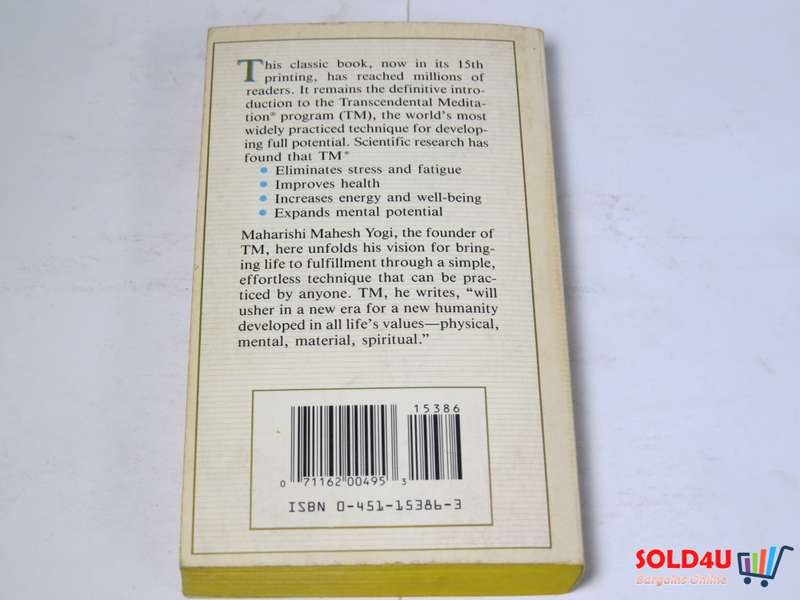 This classic book, now in its 15th
printing, has reached millions of
readers. It remains the definitive intro-
duction to the Transcendental Medita-
tion® program (TM), the world's most
widely practiced technique for develop-
ing full potential. Scientific research has
found that TM*
• Eliminates stress and fatigue
• Improves health
• Increases energy and well-being
• Expands mental potential
Maharishi Mahesh Yogi, the founder of
TM, here unfolds his vision for bring-
ing life to fulfillment through a simple,
effortless technique that can be prac-
ticed by anyone. TM, he writes, “will
usher in a new era for a new humanity
developed in all life's values—physical,
mental, material, spiritual.”
15386
0 71162 00495 3
ISBN 0-451-15386-3
SOLD4U
Bargains Online